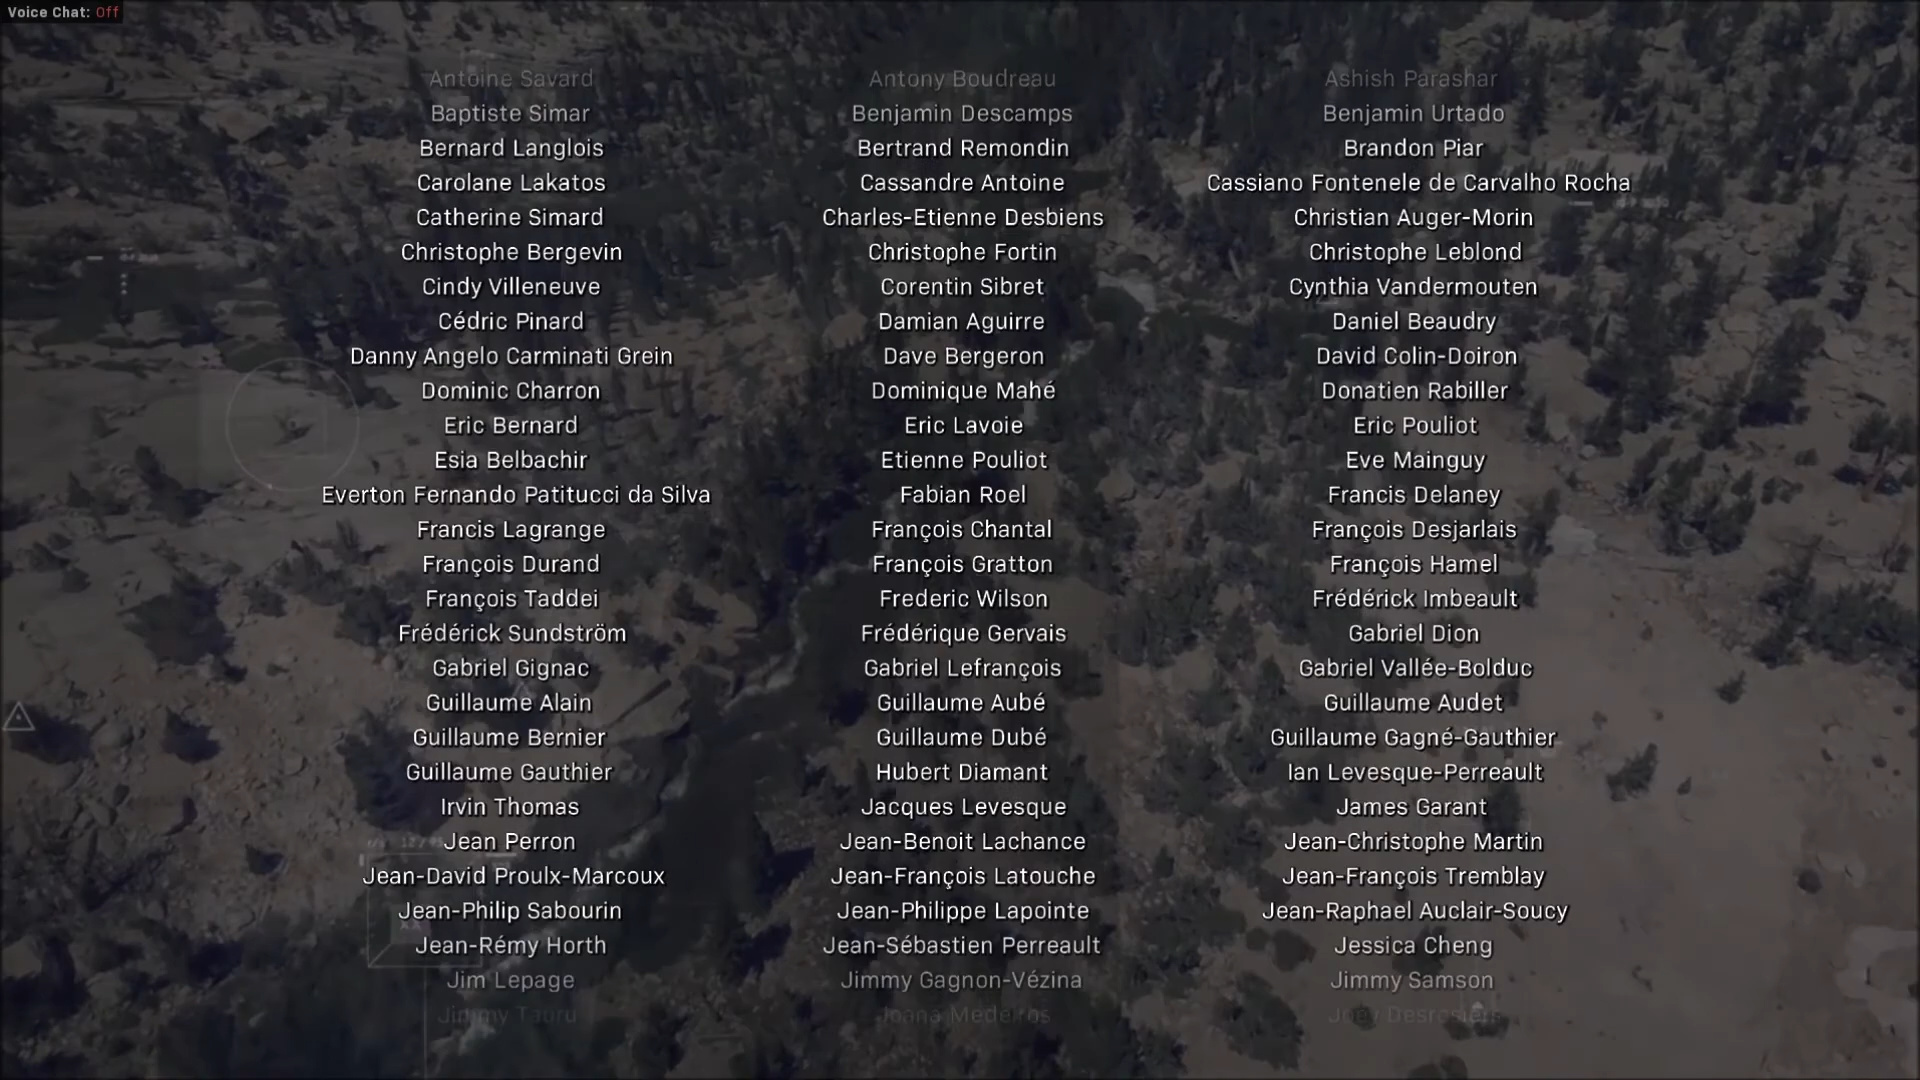 Voice Chat: Off
Antoine Savard Antony Boudreau Ashish Parashar
Baptiste Simar Benjamin Descamps Benjamin Urtado
Bernard Langlois Bertrand Remondin Brandon Piar
Carolane Lakatos Cassandre Antoine Cassiano Fontenele de Carvalho Rocha
Catherine Simard Charles-Etienne Desbiens Christian Auger-Morin
Christophe Bergevin Christophe Fortin Christophe Leblond
Cindy Villeneuve Corentin Sibret Cynthia Vandermouten
Cédric Pinard Damian Aguirre Daniel Beaudry
Danny Angelo Carminati Grein Dave Bergeron David Colin-Doiron
Dominic Charron Dominique Mahé Donatien Rabiller
Eric Bernard Eric Lavoie Eric Pouliot
Esia Belbachir Etienne Pouliot Eve Mainguy
Everton Fernando Patitucci da Silva Fabian Roel Francis Delaney
Francis Lagrange François Chantal François Desjarlais
François Durand François Gratton François Hamel
François Taddei Frederic Wilson Frédérick Imbeault
Frédérick Sundström Frédérique Gervais Gabriel Dion
Gabriel Gignac Gabriel Lefrançois Gabriel Vallée-Bolduc
Guillaume Alain Guillaume Aubé Guillaume Audet
Guillaume Bernier Guillaume Dubé Guillaume Gagné-Gauthier
Guillaume Gauthier Hubert Diamant Ian Levesque-Perreault
Irvin Thomas Jacques Levesque James Garant
Jean Perron Jean-Benoit Lachance Jean-Christophe Martin
Jean-David Proulx-Marcoux Jean-François Latouche Jean-François Tremblay
Jean-Philip Sabourin Jean-Philippe Lapointe Jean-Raphael Auclair-Soucy
Jean-Rémy Horth Jean-Sébastien Perreault Jessica Cheng
Jim Lepage Jimmy Gagnon-Vézina Jimmy Samson
Jimmy Tauru Joana Medeiros Joey Desrosiers